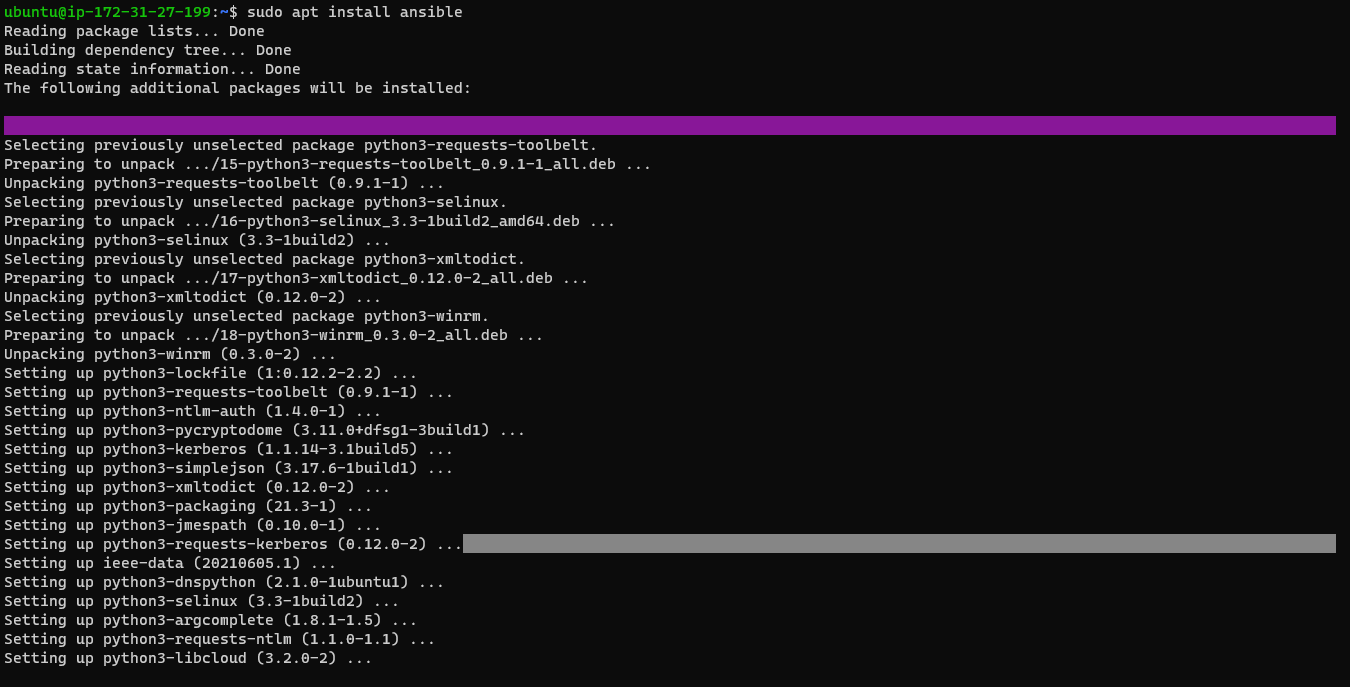 ubuntu@ip-172-31-27-199:~$ sudo apt install ansible
Reading package lists... Done
Building dependency tree... Done
Reading state information... Done
The following additional packages will be installed:
Selecting previously unselected package python3-requests-toolbelt.
Preparing to unpack .../15-python3-requests-toolbelt_0.9.1-1_all.deb ...
Unpacking python3-requests-toolbelt (0.9.1-1) ...
Selecting previously unselected package python3-selinux.
Preparing to unpack .../16-python3-selinux_3.3-1build2_amd64.deb ...
Unpacking python3-selinux (3.3-1build2) ...
Selecting previously unselected package python3-xmltodict.
Preparing to unpack .../17-python3-xmltodict_0.12.0-2_all.deb ...
Unpacking python3-xmltodict (0.12.0-2) ...
Selecting previously unselected package python3-winrm.
Preparing to unpack .../18-python3-winrm_0.3.0-2_all.deb ...
Unpacking python3-winrm (0.3.0-2) ...
Setting up python3-lockfile (1:0.12.2-2.2) ...
Setting up python3-requests-toolbelt (0.9.1-1) ...
Setting up python3-ntlm-auth (1.4.0-1) ...
Setting up python3-pycryptodome (3.11.0+dfsg1-3build1) ...
Setting up python3-kerberos (1.1.14-3.1build5) ...
Setting up python3-simplejson (3.17.6-1build1) ...
Setting up python3-xmltodict (0.12.0-2) ...
Setting up python3-packaging (21.3-1) ...
Setting up python3-jmespath (0.10.0-1) ...
Setting up python3-requests-kerberos (0.12.0-2) ...
Setting up ieee-data (20210605.1) ...
Setting up python3-dnspython (2.1.0-1ubuntu1) ...
Setting up python3-selinux (3.3-1build2) ...
Setting up python3-argcomplete (1.8.1-1.5) ...
Setting up python3-requests-ntlm (1.1.0-1.1) ...
Setting up python3-libcloud (3.2.0-2) ...